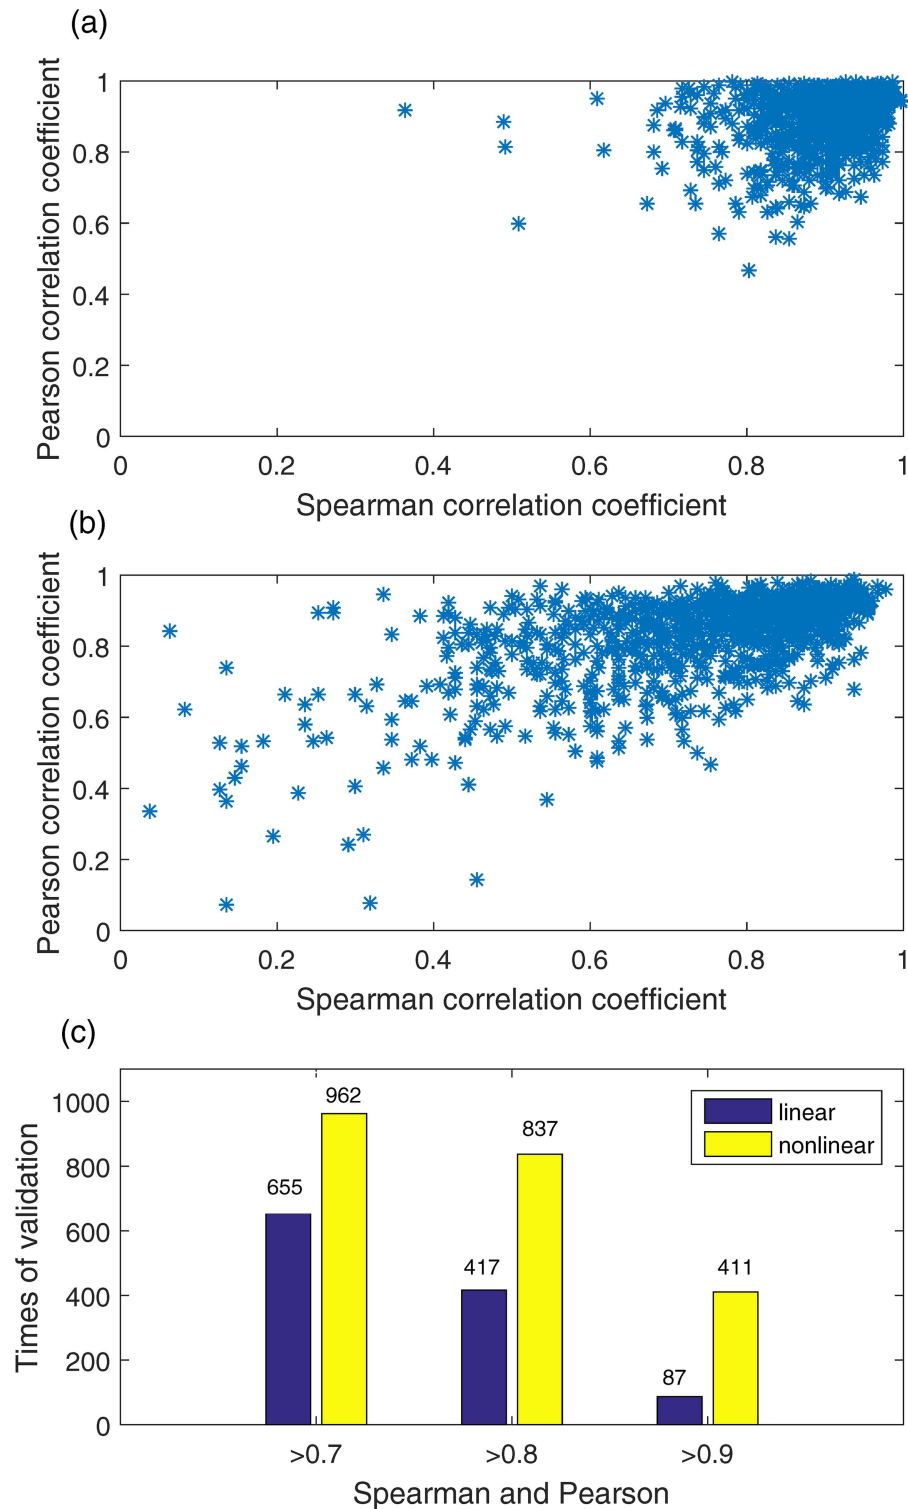 (a)
Pearson correlation coefficient
1
0.8
0.6
0.4
0.2
0
0 0.2 0.4 0.6 0.8 1
Spearman correlation coefficient
(b)
Pearson correlation coefficient
1
0.8
0.6
0.4
0.2
0
0 0.2 0.4 0.6 0.8 1
Spearman correlation coefficient
(c)
Times of validation
1000
800
600
400
200
0
655
962
417
837
87
411
linear
nonlinear
>0.7 >0.8 >0.9
Spearman and Pearson